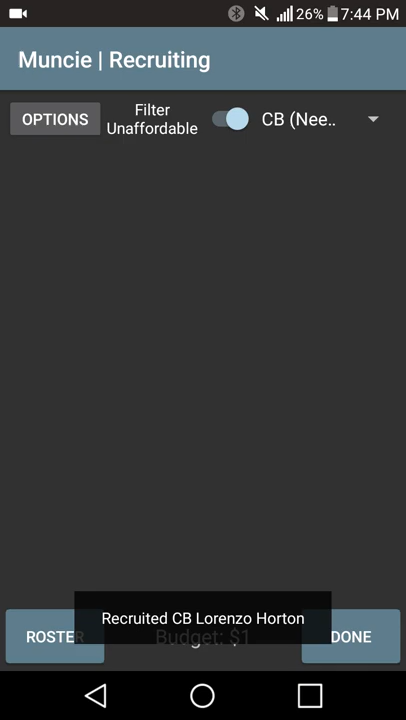 26% 7:44 PM
Muncie | Recruiting
OPTIONS
Filter
Unaffordable
CB (Nee..
Recruited CB Lorenzo Horton
ROSTER
Budget: $1
DONE